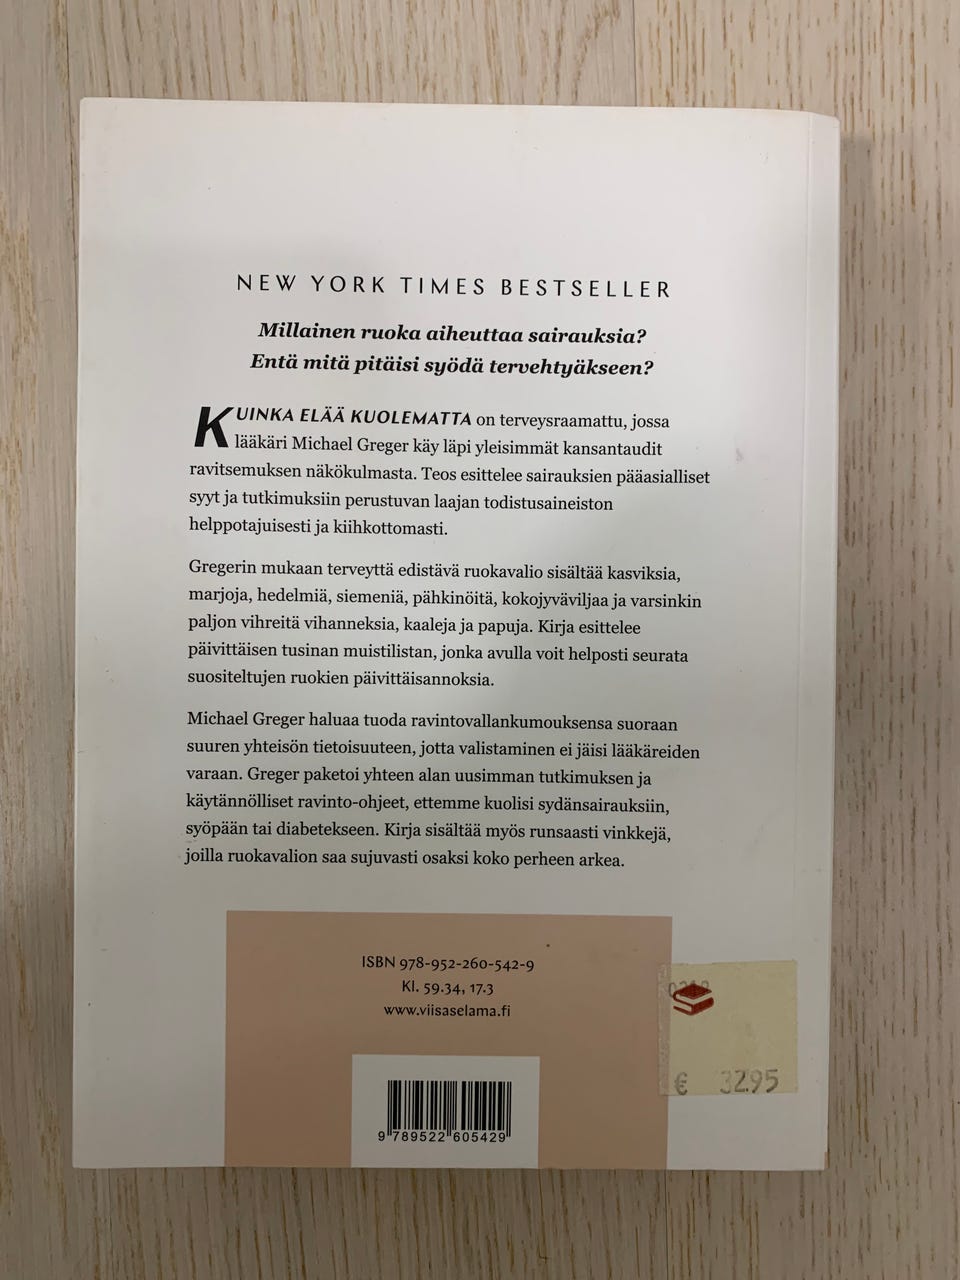 NEW YORK TIMES BESTSELLER
Millainen ruoka aiheuttaa sairauksia?
Entä mitä pitäisi syödä tervehtyäkseen?
KUINKA ELÄÄ KUOLEMATTA on terveysraamattu, jossa
lääkäri Michael Greger käy läpi yleisimmät kansantaudit
ravitsemuksen näkökulmasta. Teos esittelee sairauksien pääasialliset
syyt ja tutkimuksiin perustuvan laajan todistusaineiston
helppotajuisesti ja kiihkottomasti.
Gregerin mukaan terveyttä edistävä ruokavalio sisältää kasviksia,
marjoja, hedelmiä, siemeniä, pähkinöitä, kokojyväviljaa ja varsinkin
paljon vihreitä vihanneksia, kaaleja ja papuja. Kirja esittelee
päivittäisen tusinan muistilistan, jonka avulla voit helposti seurata
suositeltujen ruokien päivittäisannoksia.
Michael Greger haluaa tuoda ravintovallankumouksensa suoraan
suuren yhteisön tietoisuuteen, jotta valistaminen ei jäisi lääkäreiden
varaan. Greger paketoi yhteen alan uusimman tutkimuksen ja
käytännölliset ravinto-ohjeet, ettemme kuolisi sydänsairauksiin,
syöpään tai diabetekseen. Kirja sisältää myös runsaasti vinkkejä,
joilla ruokavalion saa sujuvasti osaksi koko perheen arkea.
ISBN 978-952-260-542-9
Kl. 59.34, 17.3
www.viisaselama.fi
€ 32.95
9 789522 605429